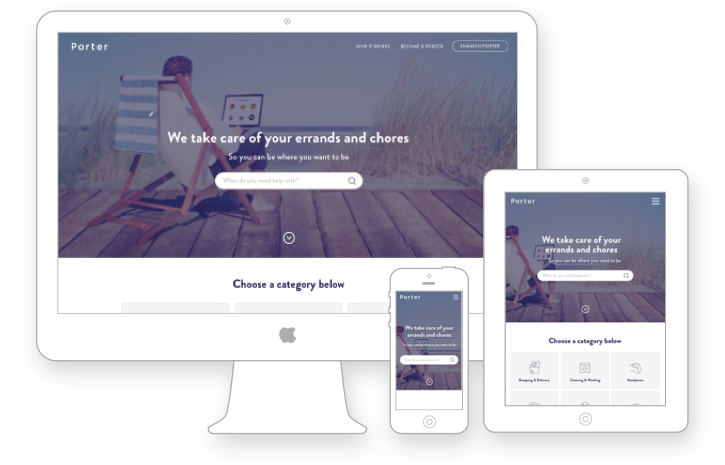 Porter
HOW IT WORKS
BECOME A PORTER
SUMMON PORTER
We take care of your errands and chores
So you can be where you want to be
What do you need help with?
Choose a category below
Porter
We take care of your
errands and chores
So you can be where you want to be
What do you need help with?
Porter
We take care of your
errands and chores
So you can be where you want to be
What do you need help with?
Choose a category below
Shopping & Delivery
Cleaning & Washing
Handyman